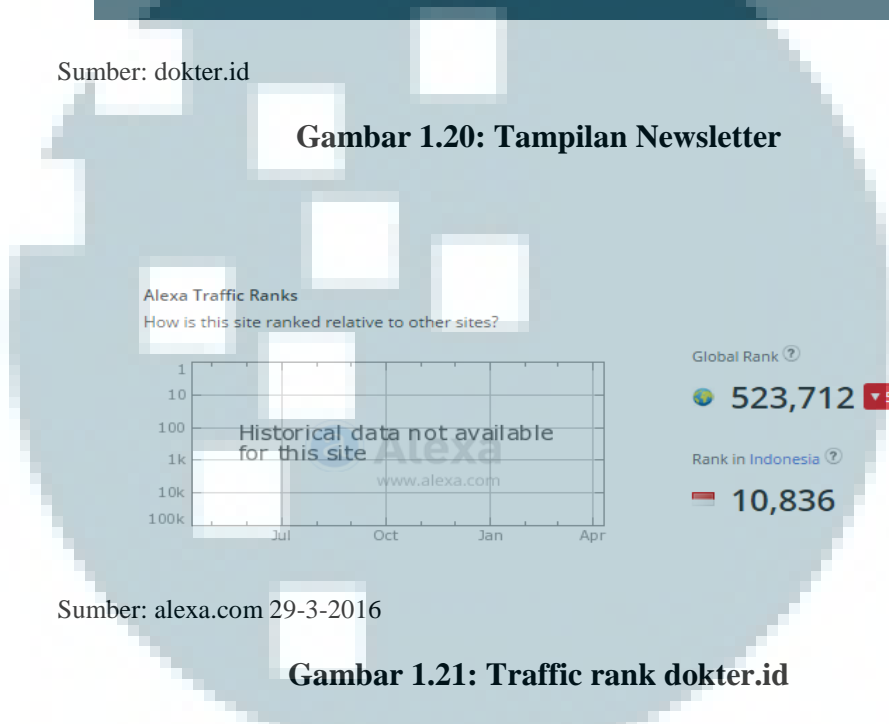 Sumber: dokter.id
Gambar 1.20: Tampilan Newsletter
Alexa Traffic Ranks
How is this site ranked relative to other sites?
Global Rank ?
523,712
Rank in Indonesia ?
10,836
1
10
100
1k
10k
100k
Historical data not available
for this site
Alexa
www.alexa.com
Jul Oct Jan Apr
Sumber: alexa.com 29-3-2016
Gambar 1.21: Traffic rank dokter.id